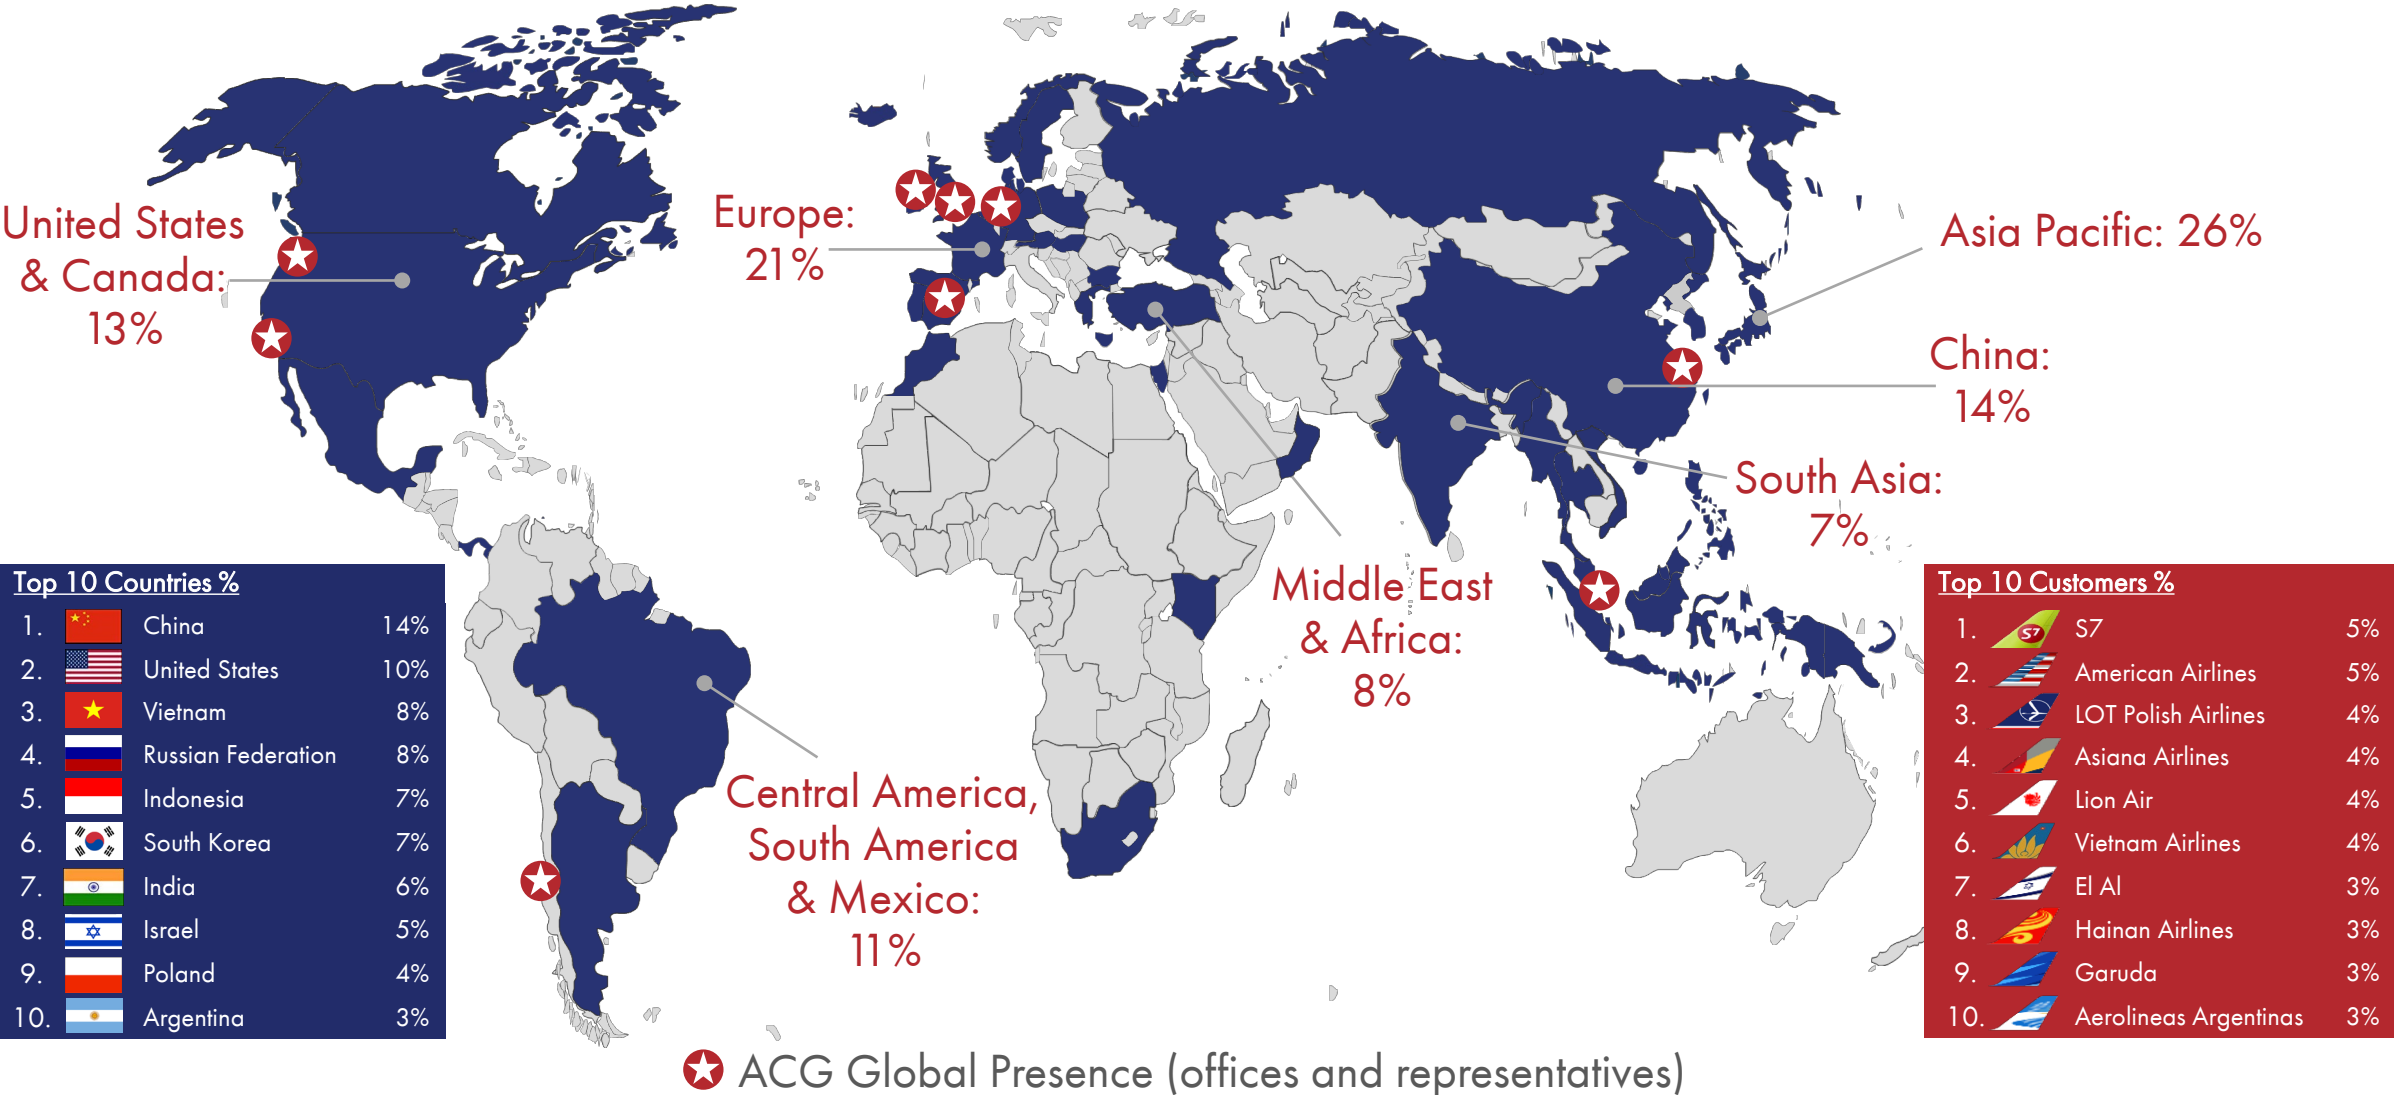 United States
& Canada:
13%
Europe:
21%
Asia Pacific: 26%
China:
14%
South Asia:
7%
Middle East
& Africa:
8%
Central America,
South America
& Mexico:
11%
Top 10 Countries %
1. China 14%
2. United States 10%
3. Vietnam 8%
4. Russian Federation 8%
5. Indonesia 7%
6. South Korea 7%
7. India 6%
8. Israel 5%
9. Poland 4%
10. Argentina 3%
Top 10 Customers %
1. S7 S7 5%
2. American Airlines 5%
3. LOT Polish Airlines 4%
4. Asiana Airlines 4%
5. Lion Air 4%
6. Vietnam Airlines 4%
7. El Al 3%
8. Hainan Airlines 3%
9. Garuda 3%
10. Aerolineas Argentinas 3%
ACG Global Presence (offices and representatives)